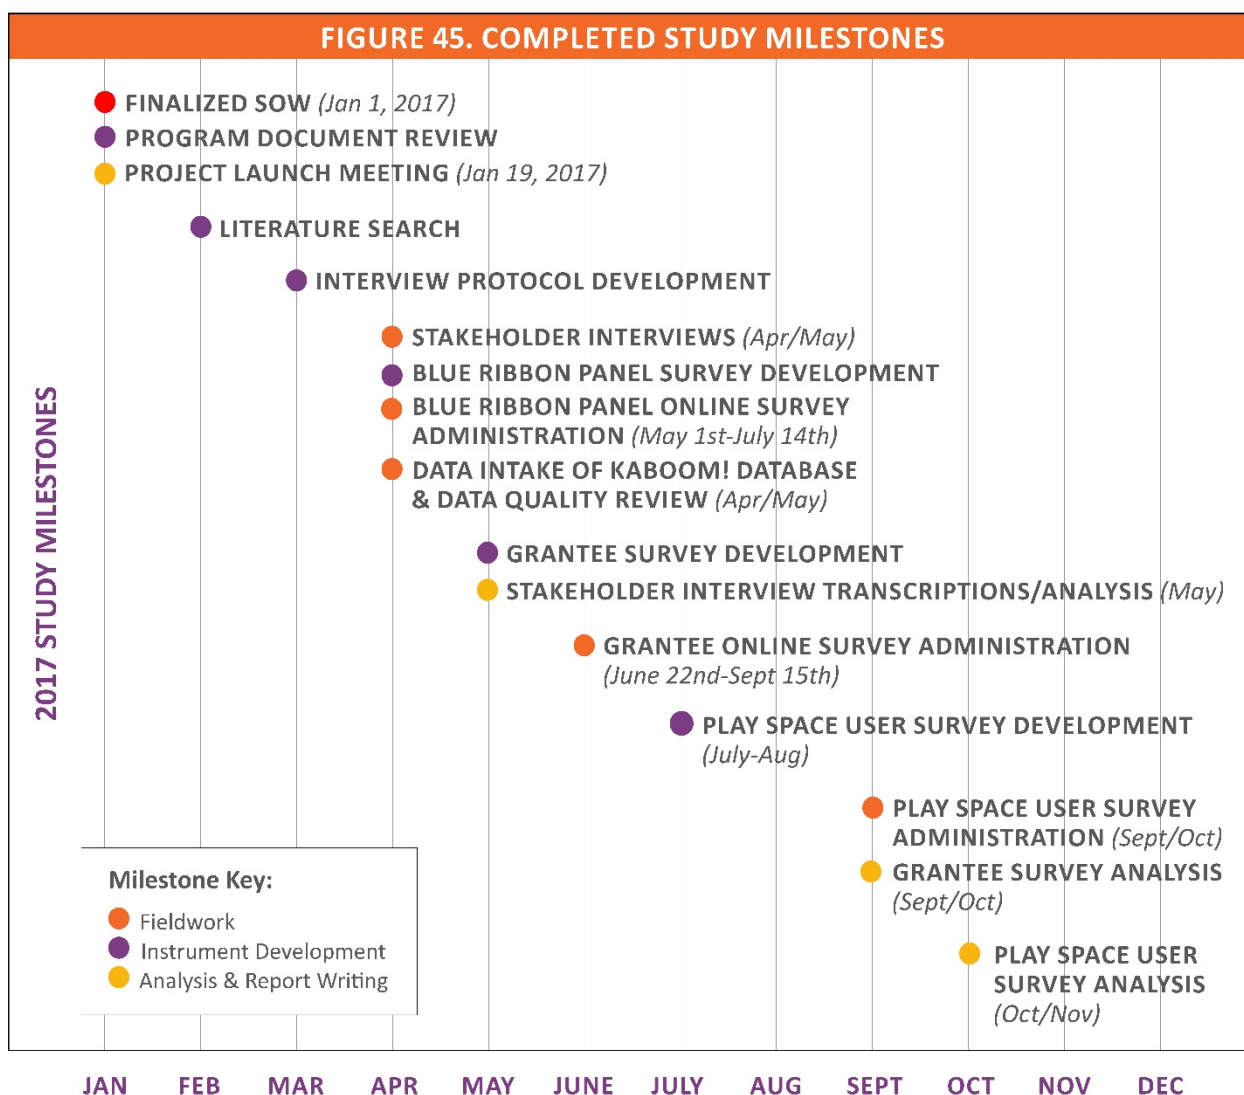 FIGURE 45. COMPLETED STUDY MILESTONES
FINALIZED SOW (Jan 1, 2017)
PROGRAM DOCUMENT REVIEW
PROJECT LAUNCH MEETING (Jan 19, 2017)
LITERATURE SEARCH
INTERVIEW PROTOCOL DEVELOPMENT
STAKEHOLDER INTERVIEWS (Apr/May)
BLUE RIBBON PANEL SURVEY DEVELOPMENT
BLUE RIBBON PANEL ONLINE SURVEY
ADMINISTRATION (May 1st-July 14th)
DATA INTAKE OF KABOOM! DATABASE
& DATA QUALITY REVIEW (Apr/May)
GRANTEE SURVEY DEVELOPMENT
STAKEHOLDER INTERVIEW TRANSCRIPTIONS/ANALYSIS (May)
GRANTEE ONLINE SURVEY ADMINISTRATION
(June 22nd-Sept 15th)
PLAY SPACE USER SURVEY DEVELOPMENT
(July-Aug)
PLAY SPACE USER SURVEY
ADMINISTRATION (Sept/Oct)
GRANTEE SURVEY ANALYSIS
(Sept/Oct)
PLAY SPACE USER
SURVEY ANALYSIS
(Oct/Nov)
2017 STUDY MILESTONES
Milestone Key:
Fieldwork
Instrument Development
Analysis & Report Writing
JAN FEB MAR APR MAY JUNE JULY AUG SEPT OCT NOV DEC